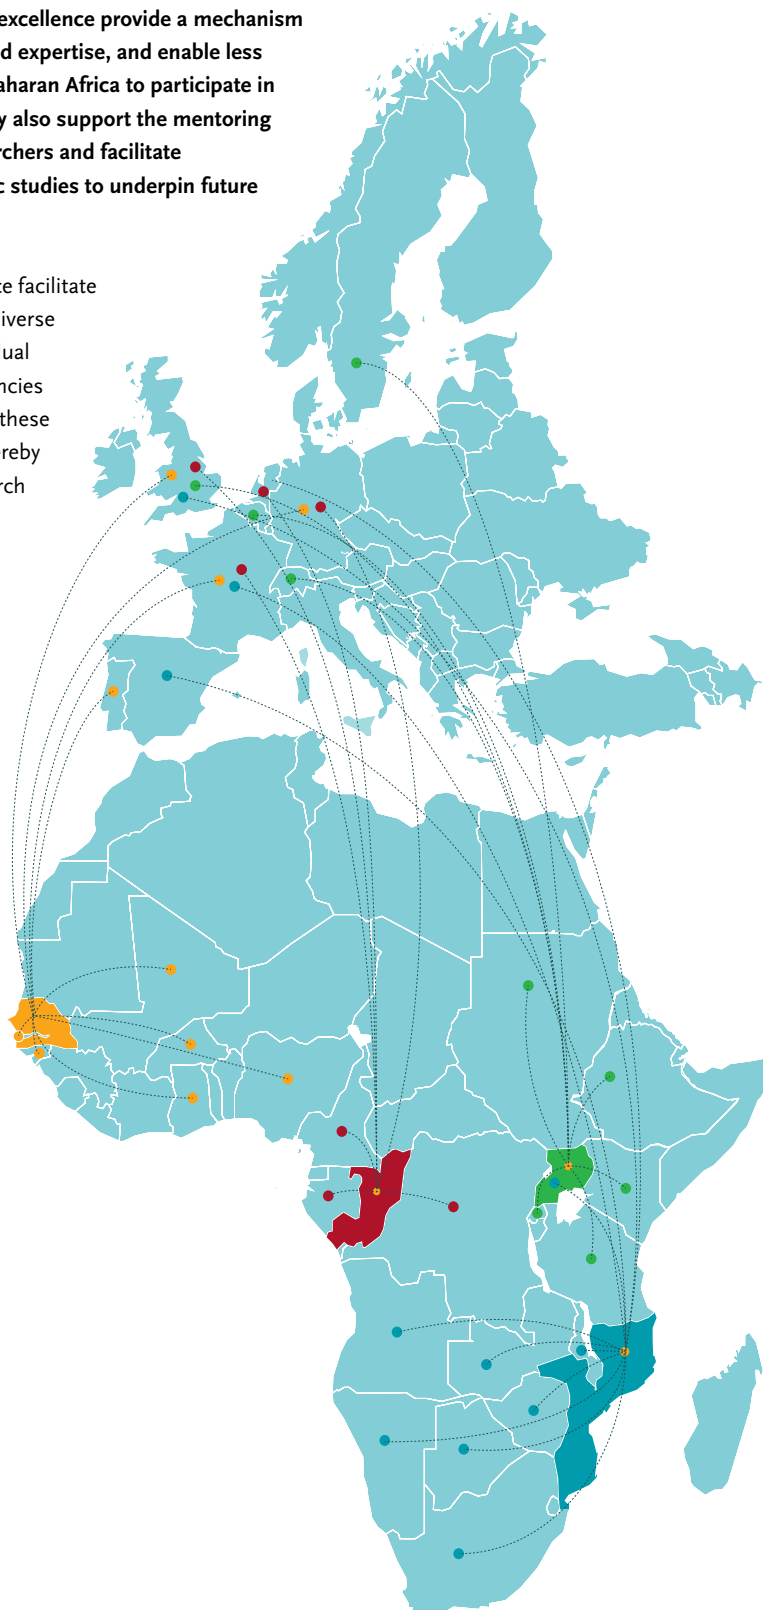 excellence provide a mechanism
d expertise, and enable less
aharan Africa to participate in
y also support the mentoring
rchers and facilitate
c studies to underpin future
e facilitate
iverse
ual
ncies
these
reby
rch